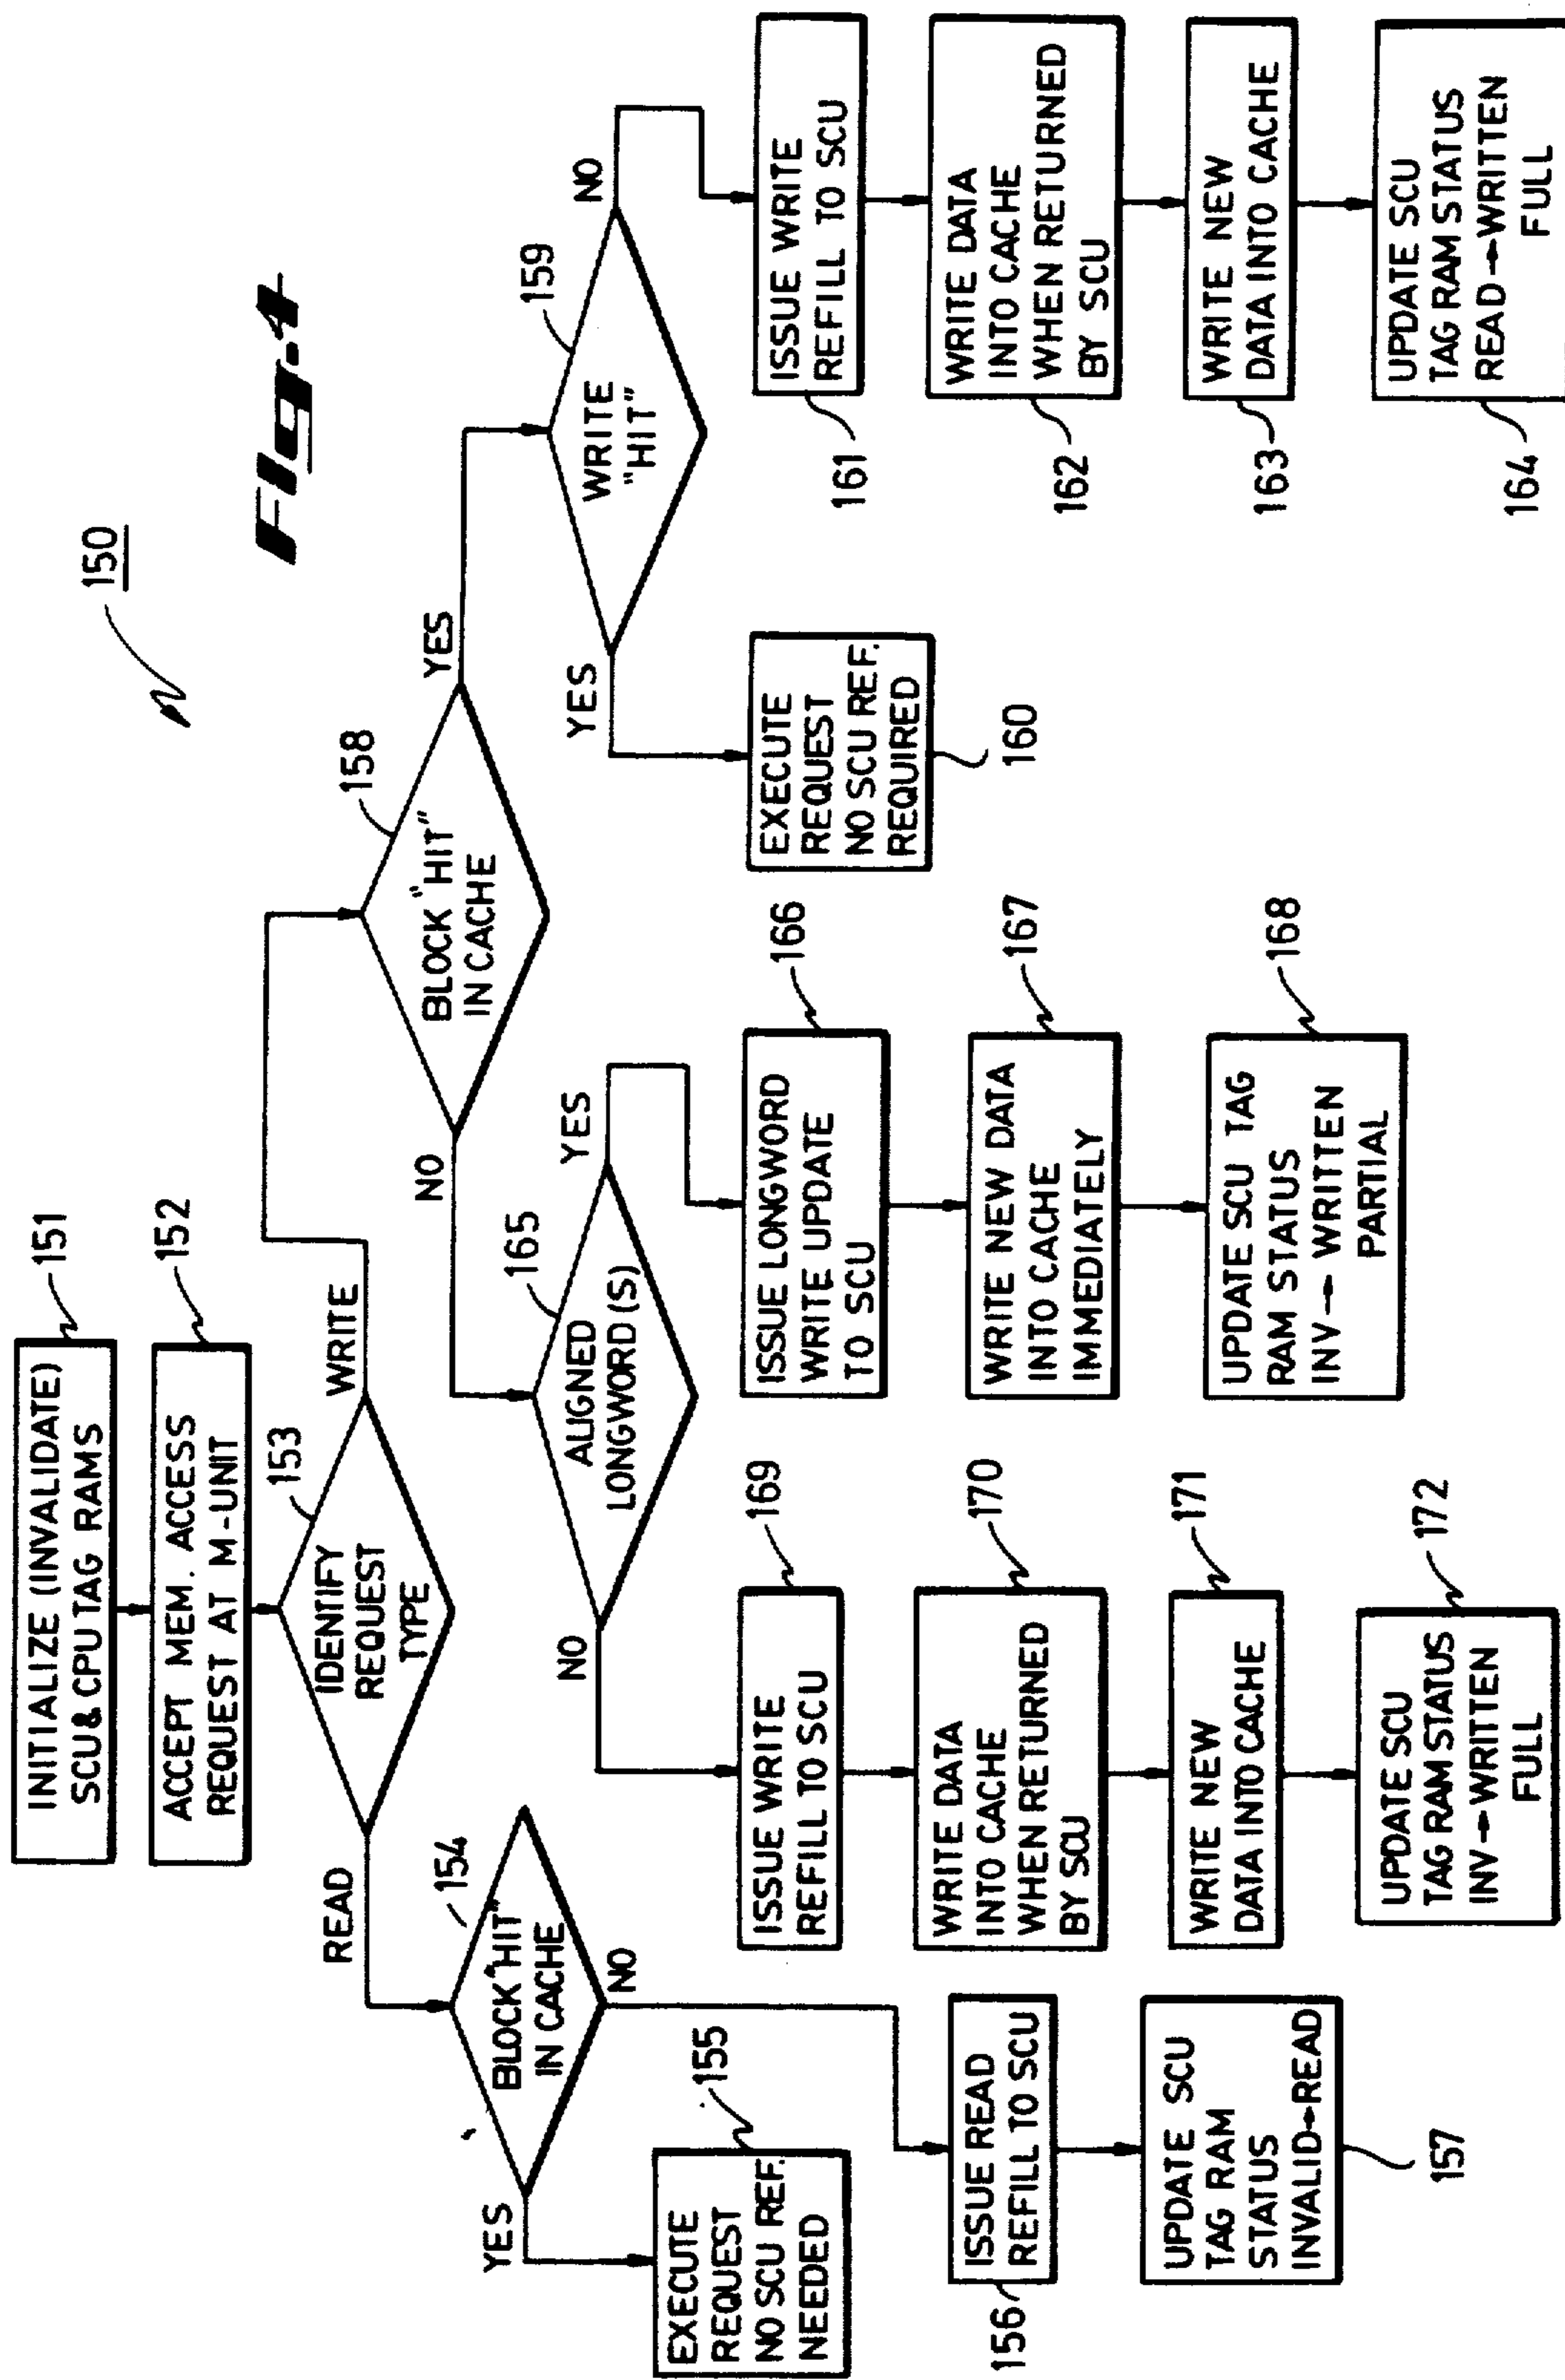 Fig. 4
150
INITIALIZE (INVALIDATE)
SCU & CPU TAG RAMS
151
ACCEPT MEM. ACCESS
REQUEST AT M-UNIT
152
IDENTIFY
REQUEST
TYPE
153
READ
WRITE
BLOCK "HIT"
IN CACHE
154
YES
NO
EXECUTE
REQUEST
NO SCU REF.
NEEDED
155
ISSUE READ
REFILL TO SCU
156
UPDATE SCU
TAG RAM
STATUS
INVALID→READ
157
BLOCK "HIT"
IN CACHE
158
NO
YES
ALIGNED
LONGWORD (S)
165
NO
YES
ISSUE WRITE
REFILL TO SCU
169
WRITE DATA
INTO CACHE
WHEN RETURNED
BY SCU
170
WRITE NEW
DATA INTO CACHE
171
UPDATE SCU
TAG RAM STATUS
INV→WRITTEN
FULL
172
ISSUE LONGWORD
WRITE UPDATE
TO SCU
166
WRITE NEW DATA
INTO CACHE
IMMEDIATELY
167
UPDATE SCU TAG
RAM STATUS
INV→ WRITTEN
PARTIAL
168
WRITE
"HIT"
159
YES
NO
EXECUTE
REQUEST
NO SCU REF.
REQUIRED
160
ISSUE WRITE
REFILL TO SCU
161
WRITE DATA
INTO CACHE
WHEN RETURNED
BY SCU
162
WRITE NEW
DATA INTO CACHE
163
UPDATE SCU
TAG RAM STATUS
READ→WRITTEN
FULL
164